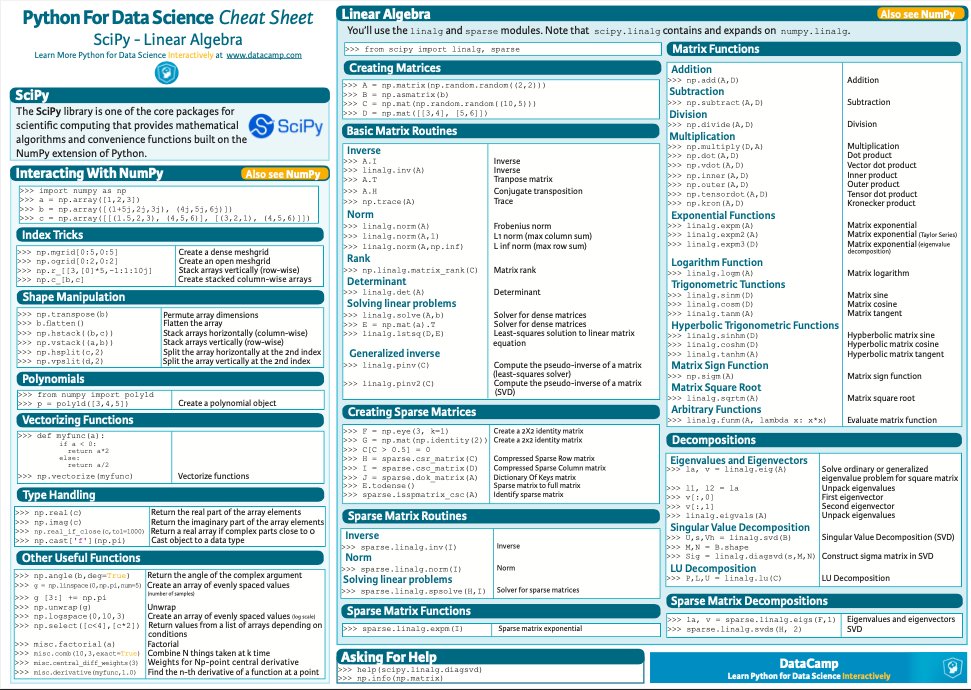 Python For Data Science Cheat Sheet
SciPy - Linear Algebra
Learn More Python for Data Science Interactively at www.datacamp.com
SciPy
The SciPy library is one of the core packages for
scientific computing that provides mathematical
algorithms and convenience functions built on the
NumPy extension of Python.
SciPy
Interacting With NumPy
Also see NumPy
>>> import numpy as np
>>> a = np.array([1,2,3])
>>> b = np.array([(1+5j,2j,3j), (4j,5j,6j)])
>>> c = np.array([[(1.5,2,3), (4,5,6)], [(3,2,1), (4,5,6)]])
Index Tricks
>>> np.mgrid[0:5,0:5] Create a dense meshgrid
>>> np.ogrid[0:2,0:2] Create an open meshgrid
>>> np.r_[[3,[0]*5,-1:1:10j] Stack arrays vertically (row-wise)
>>> np.c_[b,c] Create stacked column-wise arrays
Shape Manipulation
>>> np.transpose(b) Permute array dimensions
>>> b.flatten() Flatten the array
>>> np.hstack((b,c)) Stack arrays horizontally (column-wise)
>>> np.vstack((a,b)) Stack arrays vertically (row-wise)
>>> np.hsplit(c,2) Split the array horizontally at the 2nd index
>>> np.vpslit(d,2) Split the array vertically at the 2nd index
Polynomials
>>> from numpy import poly1d
>>> p = poly1d([3,4,5]) Create a polynomial object
Vectorizing Functions
>>> def myfunc(a):
if a < 0:
return a*2
else:
return a/2
>>> np.vectorize(myfunc) Vectorize functions
Type Handling
>>> np.real(c) Return the real part of the array elements
>>> np.imag(c) Return the imaginary part of the array elements
>>> np.real_if_close(c,tol=1000) Return a real array if complex parts close to 0
>>> np.cast['f'](np.pi) Cast object to a data type
Other Useful Functions
>>> np.angle(b,deg=True) Return the angle of the complex argument
>>> g = np.linspace(0,np.pi,num=5) Create an array of evenly spaced values
(number of samples)
>>> g [3:] += np.pi
>>> np.unwrap(g) Unwrap
>>> np.logspace(0,10,3) Create an array of evenly spaced values (log scale)
>>> np.select([c<4],[c*2]) Return values from a list of arrays depending on
conditions
>>> misc.factorial(a) Factorial
>>> misc.comb(10,3,exact=True) Combine N things taken at k time
>>> misc.central_diff_weights(3) Weights for Np-point central derivative
>>> misc.derivative(myfunc,1.0) Find the n-th derivative of a function at a point
Linear Algebra
Also see NumPy
You'll use the linalg and sparse modules. Note that scipy.linalg contains and expands on numpy.linalg.
>>> from scipy import linalg, sparse
Creating Matrices
>>> A = np.matrix(np.random.random((2,2)))
>>> B = np.asmatrix(b)
>>> C = np.mat(np.random.random((10,5)))
>>> D = np.mat([[3,4], [5,6]])
Basic Matrix Routines
Inverse
>>> A.I Inverse
>>> linalg.inv(A) Inverse
>>> A.T Tranpose matrix
>>> A.H Conjugate transposition
>>> np.trace(A) Trace
Norm
>>> linalg.norm(A) Frobenius norm
>>> linalg.norm(A,1) L1 norm (max column sum)
>>> linalg.norm(A,np.inf) L inf norm (max row sum)
Rank
>>> np.linalg.matrix_rank(C) Matrix rank
Determinant
>>> linalg.det(A) Determinant
Solving linear problems
>>> linalg.solve(A,b) Solver for dense matrices
>>> E = np.mat(a).T Solver for dense matrices
>>> linalg.lstsq(D,E) Least-squares solution to linear matrix
equation
Generalized inverse
>>> linalg.pinv(C) Compute the pseudo-inverse of a matrix
(least-squares solver)
>>> linalg.pinv2(C) Compute the pseudo-inverse of a matrix
(SVD)
Creating Sparse Matrices
>>> F = np.eye(3, k=1) Create a 2X2 identity matrix
>>> G = np.mat(np.identity(2)) Create a 2x2 identity matrix
>>> C[C > 0.5] = 0
>>> H = sparse.csr_matrix(C) Compressed Sparse Row matrix
>>> I = sparse.csc_matrix(D) Compressed Sparse Column matrix
>>> J = sparse.dok_matrix(A) Dictionary Of Keys matrix
>>> E.todense() Sparse matrix to full matrix
>>> sparse.isspmatrix_csc(A) Identify sparse matrix
Sparse Matrix Routines
Inverse
>>> sparse.linalg.inv(I) Inverse
Norm
>>> sparse.linalg.norm(I) Norm
Solving linear problems
>>> sparse.linalg.spsolve(H,I) Solver for sparse matrices
Sparse Matrix Functions
>>> sparse.linalg.expm(I) Sparse matrix exponential
Asking For Help
>>> help(scipy.linalg.diagsvd)
>>> np.info(np.matrix)
Matrix Functions
Addition
>>> np.add(A,D) Addition
Subtraction
>>> np.subtract(A,D) Subtraction
Division
>>> np.divide(A,D) Division
Multiplication
>>> np.multiply(D,A) Multiplication
>>> np.dot(A,D) Dot product
>>> np.vdot(A,D) Vector dot product
>>> np.inner(A,D) Inner product
>>> np.outer(A,D) Outer product
>>> np.tensordot(A,D) Tensor dot product
>>> np.kron(A,D) Kronecker product
Exponential Functions
>>> linalg.expm(A) Matrix exponential
>>> linalg.expm2(A) Matrix exponential (Taylor Series)
>>> linalg.expm3(D) Matrix exponential (eigenvalue
decomposition)
Logarithm Function
>>> linalg.logm(A) Matrix logarithm
Trigonometric Tunctions
>>> linalg.sinm(D) Matrix sine
>>> linalg.cosm(D) Matrix cosine
>>> linalg.tanm(A) Matrix tangent
Hyperbolic Trigonometric Functions
>>> linalg.sinhm(D) Hypberbolic matrix sine
>>> linalg.coshm(D) Hyperbolic matrix cosine
>>> linalg.tanhm(A) Hyperbolic matrix tangent
Matrix Sign Function
>>> np.sigm(A) Matrix sign function
Matrix Square Root
>>> linalg.sqrtm(A) Matrix square root
Arbitrary Functions
>>> linalg.funm(A, lambda x: x*x) Evaluate matrix function
Decompositions
Eigenvalues and Eigenvectors
>>> la, v = linalg.eig(A) Solve ordinary or generalized
eigenvalue problem for square matrix
>>> l1, l2 = la Unpack eigenvalues
>>> v[:,0] First eigenvector
>>> v[:,1] Second eigenvector
>>> linalg.eigvals(A) Unpack eigenvalues
Singular Value Decomposition
>>> U,s,Vh = linalg.svd(B) Singular Value Decomposition (SVD)
>>> M,N = B.shape
>>> Sig = linalg.diagsvd(s,M,N) Construct sigma matrix in SVD
LU Decomposition
>>> P,L,U = linalg.lu(C) LU Decomposition
Sparse Matrix Decompositions
>>> la, v = sparse.linalg.eigs(F,1) Eigenvalues and eigenvectors
>>> sparse.linalg.svds(H, 2) SVD
DataCamp
Learn Python for Data Science Interactively